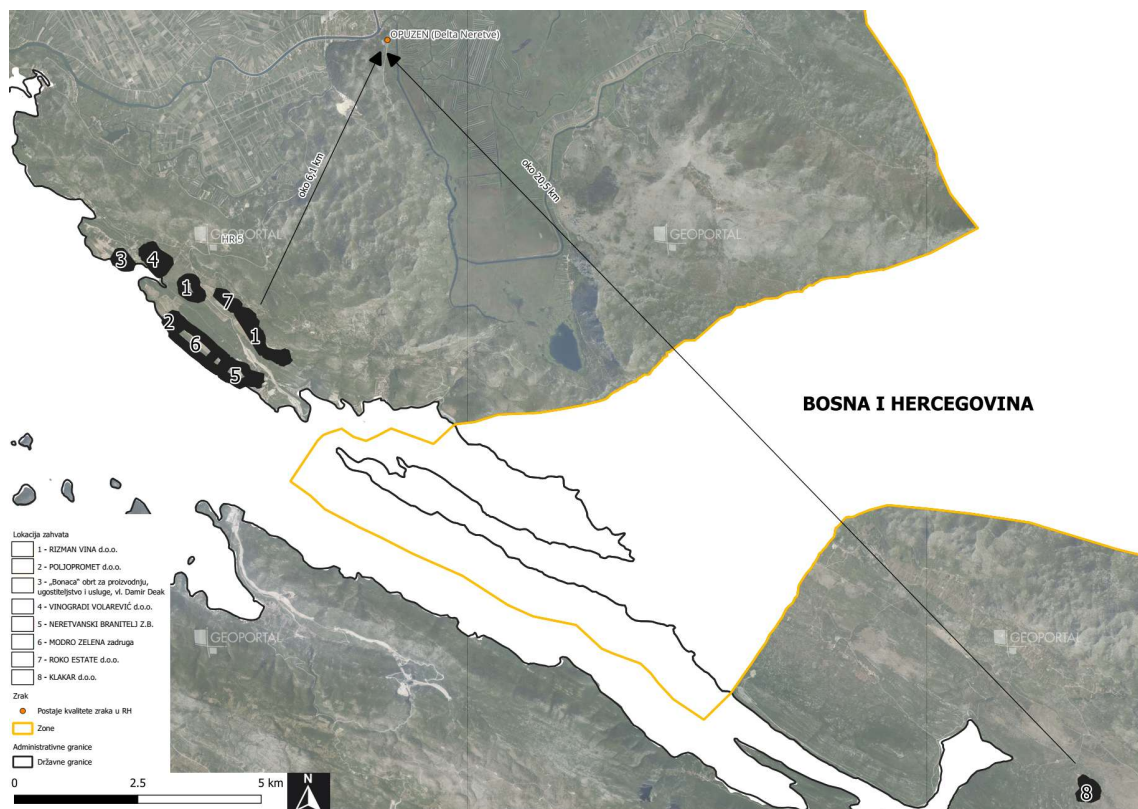 OPUZEN (Delta Neretve)
oko 6,1 km
oko 20,5 km
GEOPORTAL
HR 5
GEOPORTAL
3
4
1
7
2
1
6
5
BOSNA I HERCEGOVINA
Lokacija zahvata
1 - RIZMAN VINA d.o.o.
2 - POLJOPROMET d.o.o.
3 - „Bonaca" obrt za proizvodnju,
ugostiteljstvo i usluge, vl. Damir Deak
4 - VINOGRADI VOLAREVIĆ d.o.o.
5 - NERETVANSKI BRANITELJ Z.B.
6 - MODRO ZELENA zadruga
7 - ROKO ESTATE d.o.o.
8 - KLAKAR d.o.o.
Zrak
Postaje kvalitete zraka u RH
Zone
Administrativne granice
Državne granice
0 2.5 5 km
N
GEOPORTAL
GEOPORTAL
8